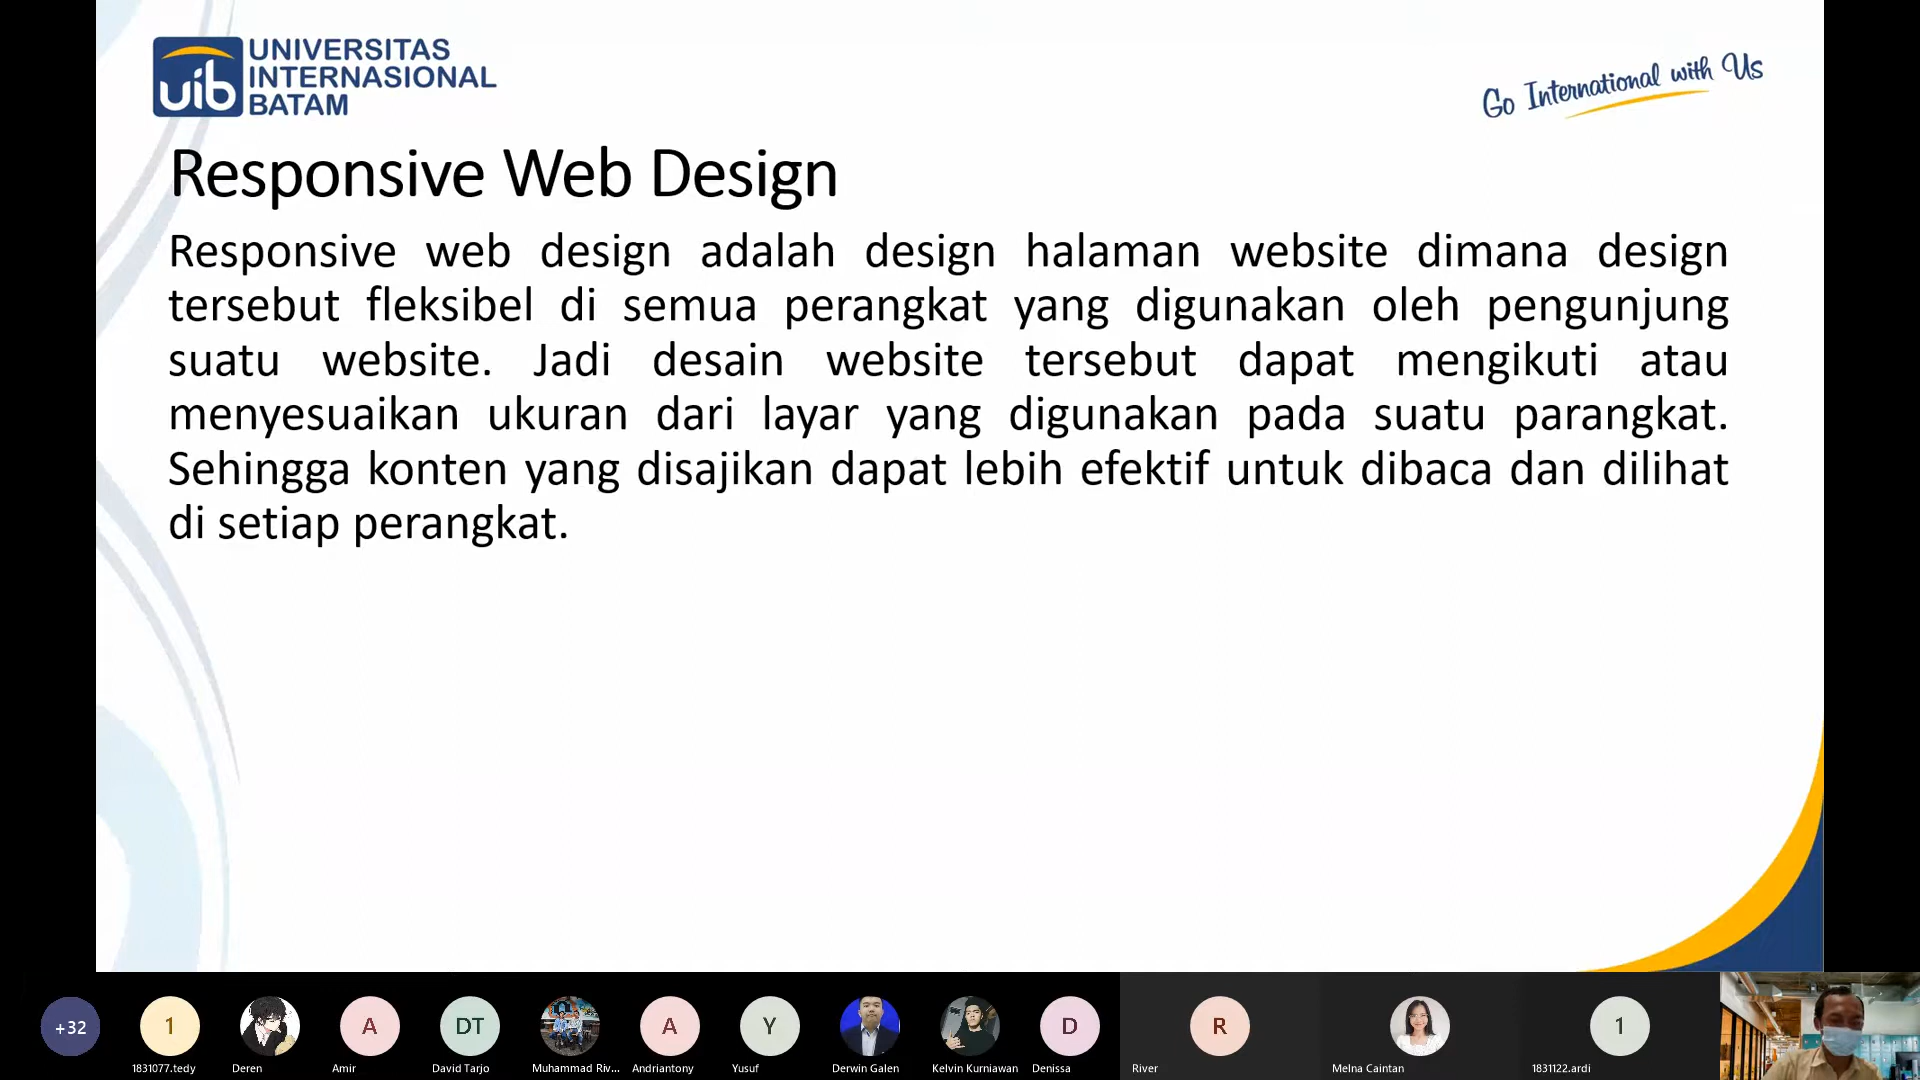 uib
UNIVERSITAS
INTERNASIONAL
BATAM
Go International with Us
Responsive Web Design
Responsive web design adalah design halaman website dimana design
tersebut fleksibel di semua perangkat yang digunakan oleh pengunjung
suatu website. Jadi desain website tersebut dapat mengikuti atau
menyesuaikan ukuran dari layar yang digunakan pada suatu parangkat.
Sehingga konten yang disajikan dapat lebih efektif untuk dibaca dan dilihat
di setiap perangkat.
+32
1
A
DT
A
Y
D
R
1
1831077.tedy
Deren
Amir
David Tarjo
Muhammad Riv...
Andriantony
Yusuf
Derwin Galen
Kelvin Kurniawan
Denissa
River
Melna Caintan
1831122.ardi